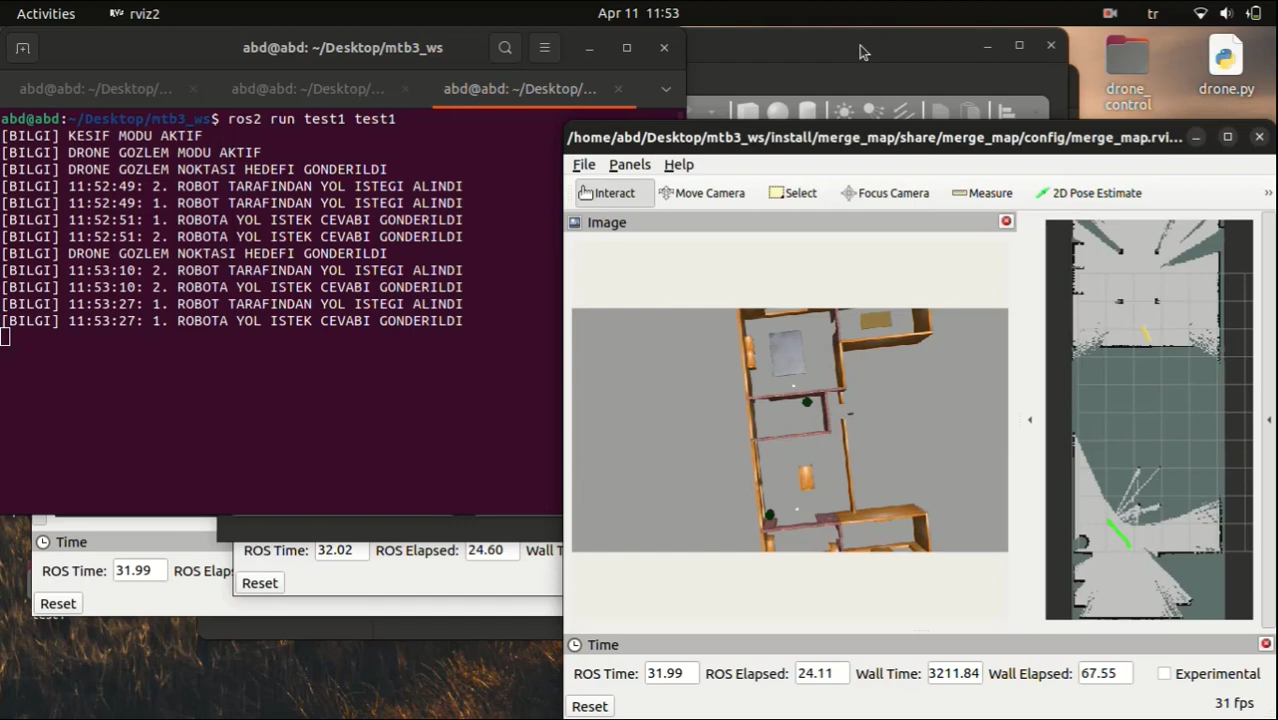 Activities
rviz2
Apr 11 11:53
tr
abd@abd: ~/Desktop/mtb3_ws
abd@abd: ~/Desktop/...
abd@abd: ~/Desktop/...
abd@abd: ~/Desktop/...
abd@abd:~/Desktop/mtb3_ws$ ros2 run test1 test1
[BILGI] KESIF MODU AKTIF
[BILGI] DRONE GOZLEM MODU AKTIF
[BILGI] DRONE GOZLEM NOKTASI HEDEFI GONDERILDI
[BILGI] 11:52:49: 2. ROBOT TARAFINDAN YOL ISTEGI ALINDI
[BILGI] 11:52:49: 1. ROBOT TARAFINDAN YOL ISTEGI ALINDI
[BILGI] 11:52:51: 1. ROBOTA YOL ISTEK CEVABI GONDERILDI
[BILGI] 11:52:51: 2. ROBOTA YOL ISTEK CEVABI GONDERILDI
[BILGI] DRONE GOZLEM NOKTASI HEDEFI GONDERILDI
[BILGI] 11:53:10: 2. ROBOT TARAFINDAN YOL ISTEGI ALINDI
[BILGI] 11:53:10: 2. ROBOTA YOL ISTEK CEVABI GONDERILDI
[BILGI] 11:53:27: 1. ROBOT TARAFINDAN YOL ISTEGI ALINDI
[BILGI] 11:53:27: 1. ROBOTA YOL ISTEK CEVABI GONDERILDI
drone_
control
drone.py
/home/abd/Desktop/mtb3_ws/install/merge_map/share/merge_map/config/merge_map.rvi...
File Panels Help
Interact Move Camera Select Focus Camera Measure 2D Pose Estimate »
Image
Time
ROS Time: 31.99 ROS Elaps
Reset
ROS Time: 32.02 ROS Elapsed: 24.60 Wall T
Reset
Time
ROS Time: 31.99 ROS Elapsed: 24.11 Wall Time: 3211.84 Wall Elapsed: 67.55 Experimental
Reset
31 fps